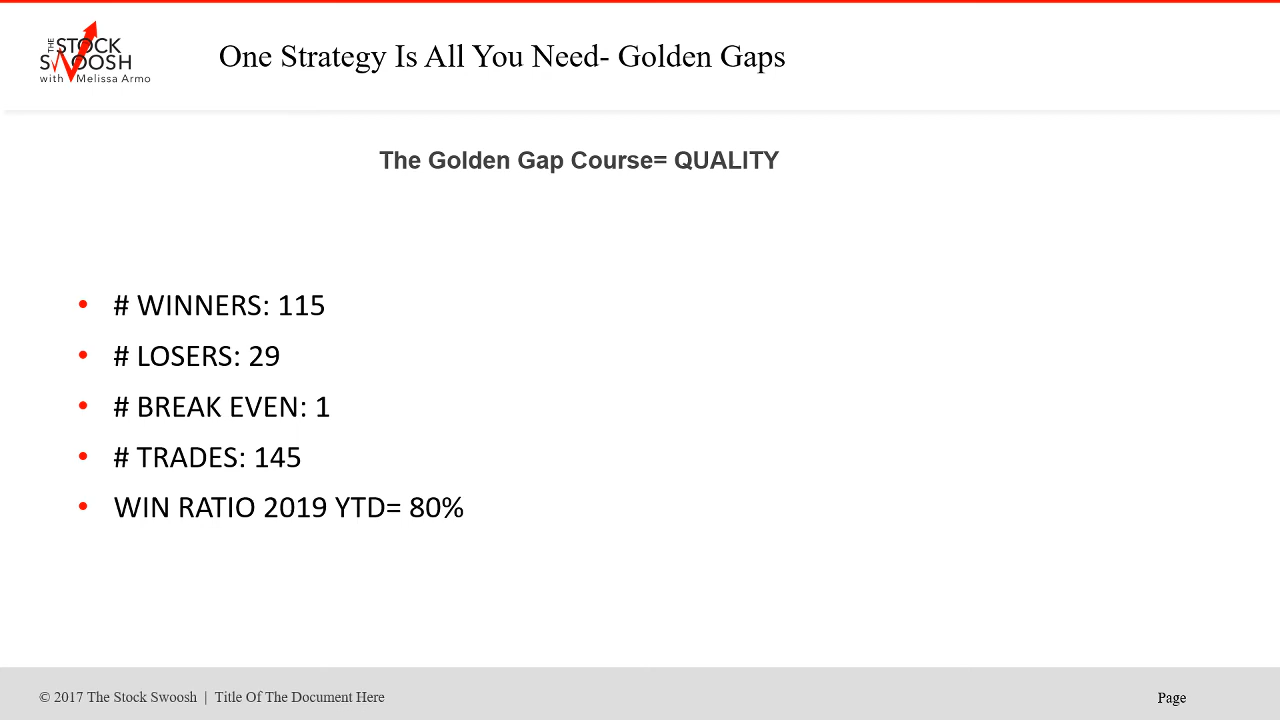 THE
STOCK
SWOOSH
with Melissa Armo
One Strategy Is All You Need- Golden Gaps
The Golden Gap Course= QUALITY
• # WINNERS: 115
• # LOSERS: 29
• # BREAK EVEN: 1
• # TRADES: 145
• WIN RATIO 2019 YTD= 80%
© 2017 The Stock Swoosh | Title Of The Document Here
Page